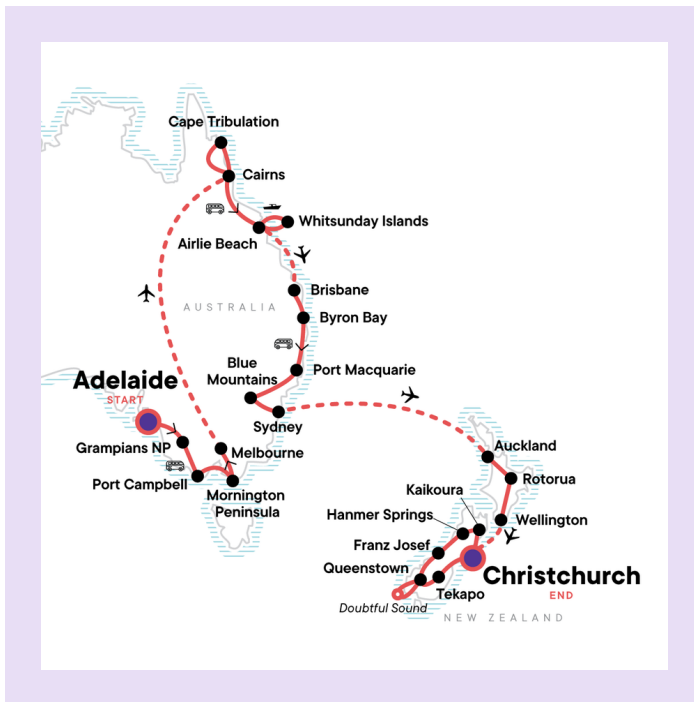 Cape Tribulation
Cairns
Whitsunday Islands
Airlie Beach
Brisbane
AUSTRALIA
Byron Bay
Blue
Mountains
Port Macquarie
Adelaide
START
Sydney
Grampians NP
Melbourne
Auckland
Port Campbell
Rotorua
Mornington
Peninsula
Kaikoura
Hanmer Springs
Wellington
Franz Josef
Queenstown
Christchurch
END
Tekapo
Doubtful Sound
NEW ZEALAND